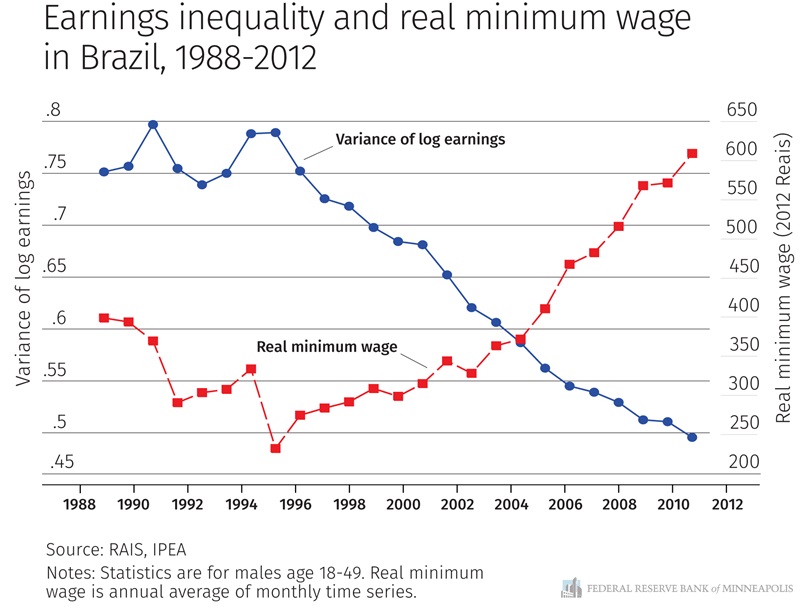 Earnings inequality and real minimum wage
in Brazil, 1988-2012
.8
.75
.7
.65
.6
.55
.5
.45
Variance of log earnings
650
600
550
500
450
400
350
300
250
200
Real minimum wage (2012 Reais)
Variance of log earnings
Real minimum wage
1988 1990 1992 1994 1996 1998 2000 2002 2004 2006 2008 2010 2012
Source: RAIS, IPEA
Notes: Statistics are for males age 18-49. Real minimum
wage is annual average of monthly time series.
FEDERAL RESERVE BANK of MINNEAPOLIS